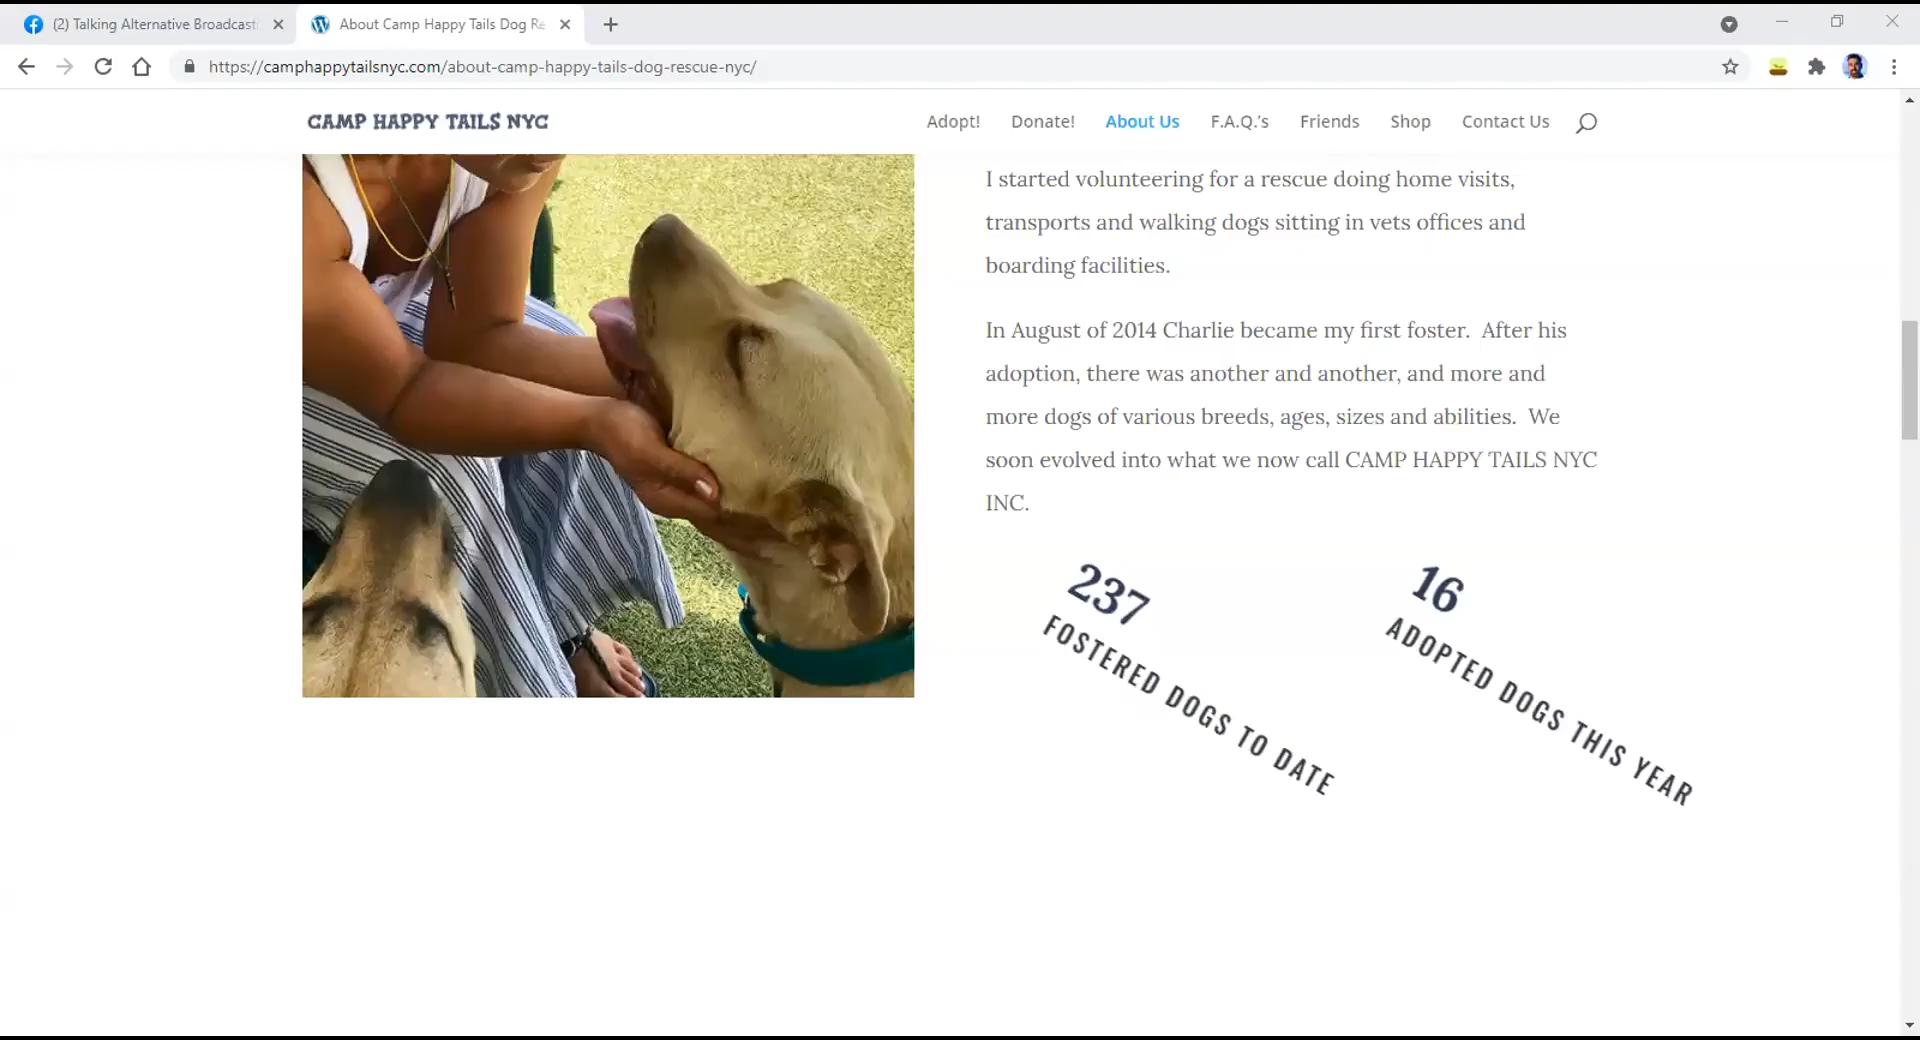 (2) Talking Alternative Broadcast
About Camp Happy Tails Dog Re
https://camphappytailsnyc.com/about-camp-happy-tails-dog-rescue-nyc/
CAMP HAPPY TAILS NYC
Adopt! Donate! About Us F.A.Q.'s Friends Shop Contact Us
I started volunteering for a rescue doing home visits,
transports and walking dogs sitting in vets offices and
boarding facilities.
In August of 2014 Charlie became my first foster. After his
adoption, there was another and another, and more and
more dogs of various breeds, ages, sizes and abilities. We
soon evolved into what we now call CAMP HAPPY TAILS NYC
INC.
237
FOSTERED DOGS TO DATE
16
ADOPTED DOGS THIS YEAR